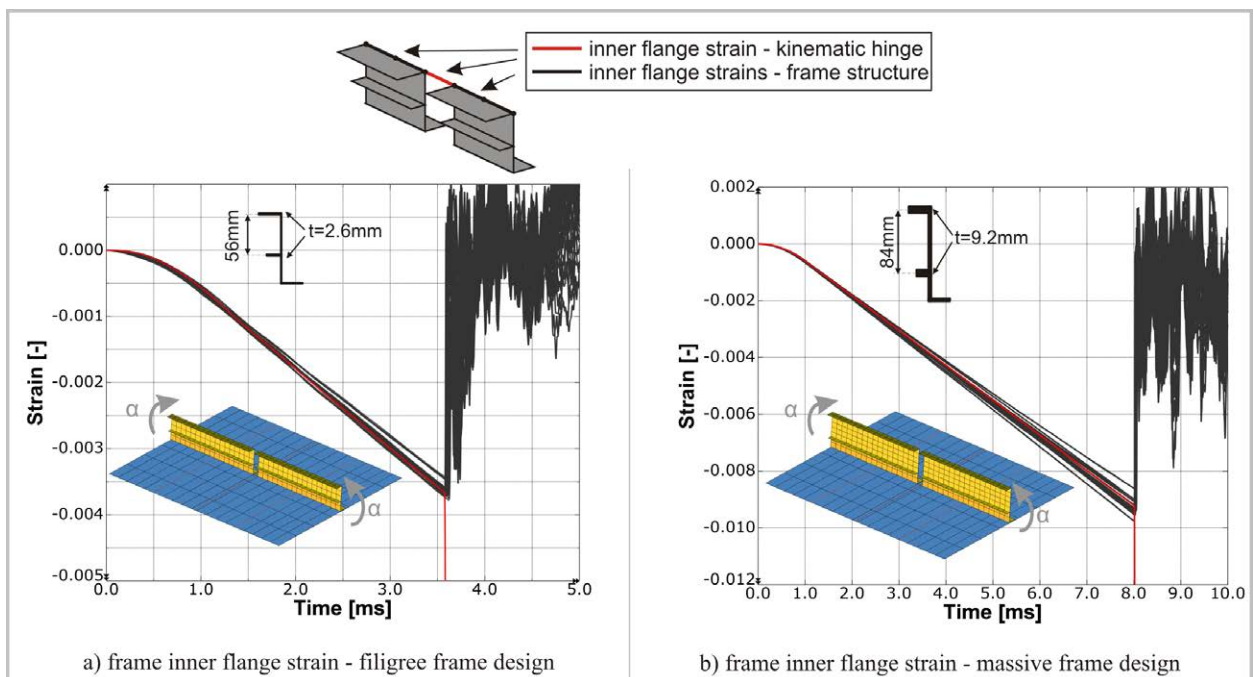 inner flange strain - kinematic hinge
inner flange strains - frame structure
0.000
-0.001
-0.002
-0.003
-0.004
-0.005
Strain [-]
56mm
t=2.6mm
α
α
0.0
1.0
2.0
3.0
4.0
5.0
Time [ms]
a) frame inner flange strain - filigree frame design
0.002
0.000
-0.002
-0.004
-0.006
-0.008
-0.010
-0.012
Strain [-]
84mm
t=9.2mm
α
α
0.0
1.0
2.0
3.0
4.0
5.0
6.0
7.0
8.0
9.0
10.0
Time [ms]
b) frame inner flange strain - massive frame design